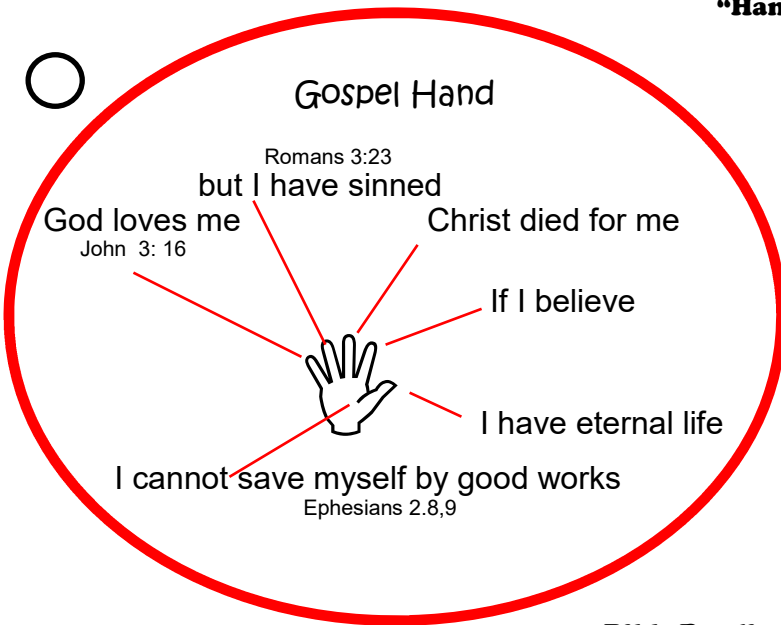 “Han
Gospel Hand
Romans 3:23
but I have sinned
God loves me
John 3: 16
Christ died for me
If I believe
I have eternal life
I cannot save myself by good works
Ephesians 2.8,9